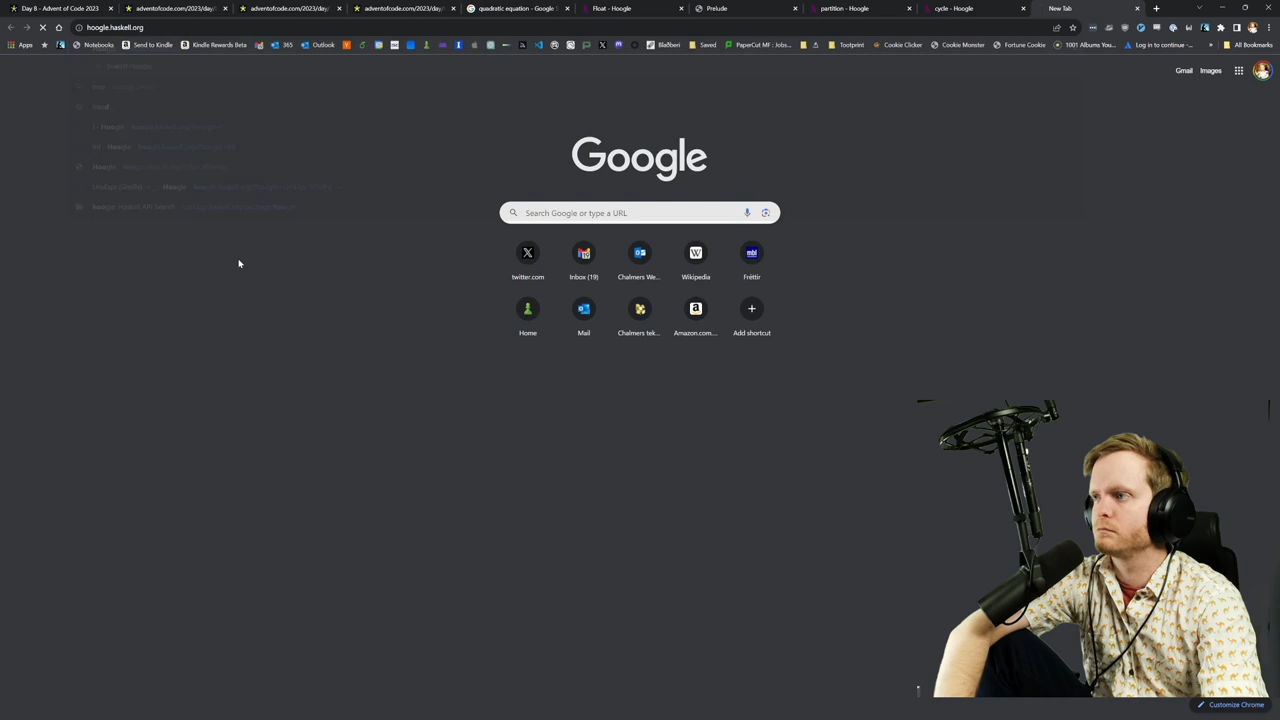 Day 8 - Advent of Code 2023
adventofcode.com/2023/day/
adventofcode.com/2023/day/
adventofcode.com/2023/day/
quadratic equation - Google S
Float - Hoogle
Prelude
partition - Hoogle
cycle - Hoogle
New Tab
hoogle.haskell.org
Apps
Notebooks
Send to Kindle
Kindle Rewards Beta
365
Outlook
Blaðberi
Saved
PaperCut MF : Jobs...
Tootprint
Cookie Clicker
Cookie Monster
Fortune Cookie
1001 Albums You...
Log in to continue -...
All Bookmarks
Gmail
Images
Google
Search Google or type a URL
twitter.com
Inbox (19)
Chalmers We...
Wikipedia
Fréttir
Home
Mail
Chalmers tek...
Amazon.com...
Add shortcut
Customize Chrome